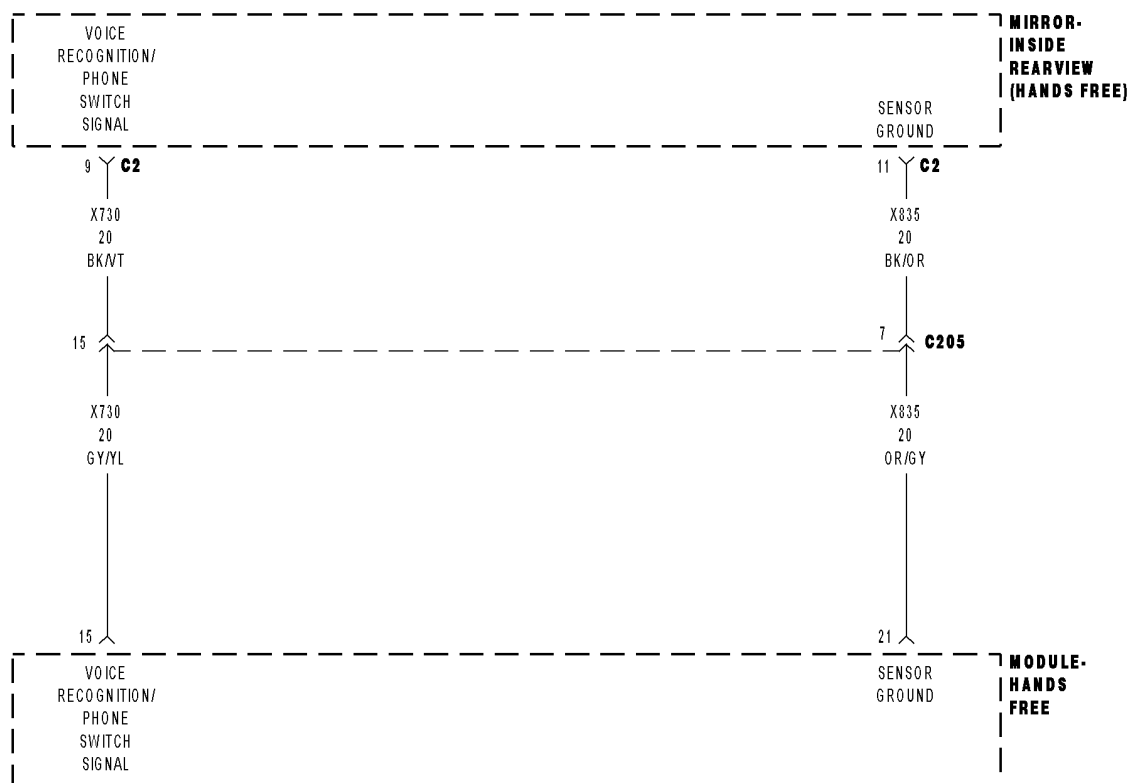 VOICE
RECOGNITION/
PHONE
SWITCH
SIGNAL
SENSOR
GROUND
MIRROR-
INSIDE
REARVIEW
(HANDS FREE)
9 C2
11 C2
X730
20
BK/VT
X835
20
BK/OR
15
7 C205
X730
20
GY/YL
X835
20
OR/GY
15
21
VOICE
RECOGNITION/
PHONE
SWITCH
SIGNAL
SENSOR
GROUND
MODULE-
HANDS
FREE